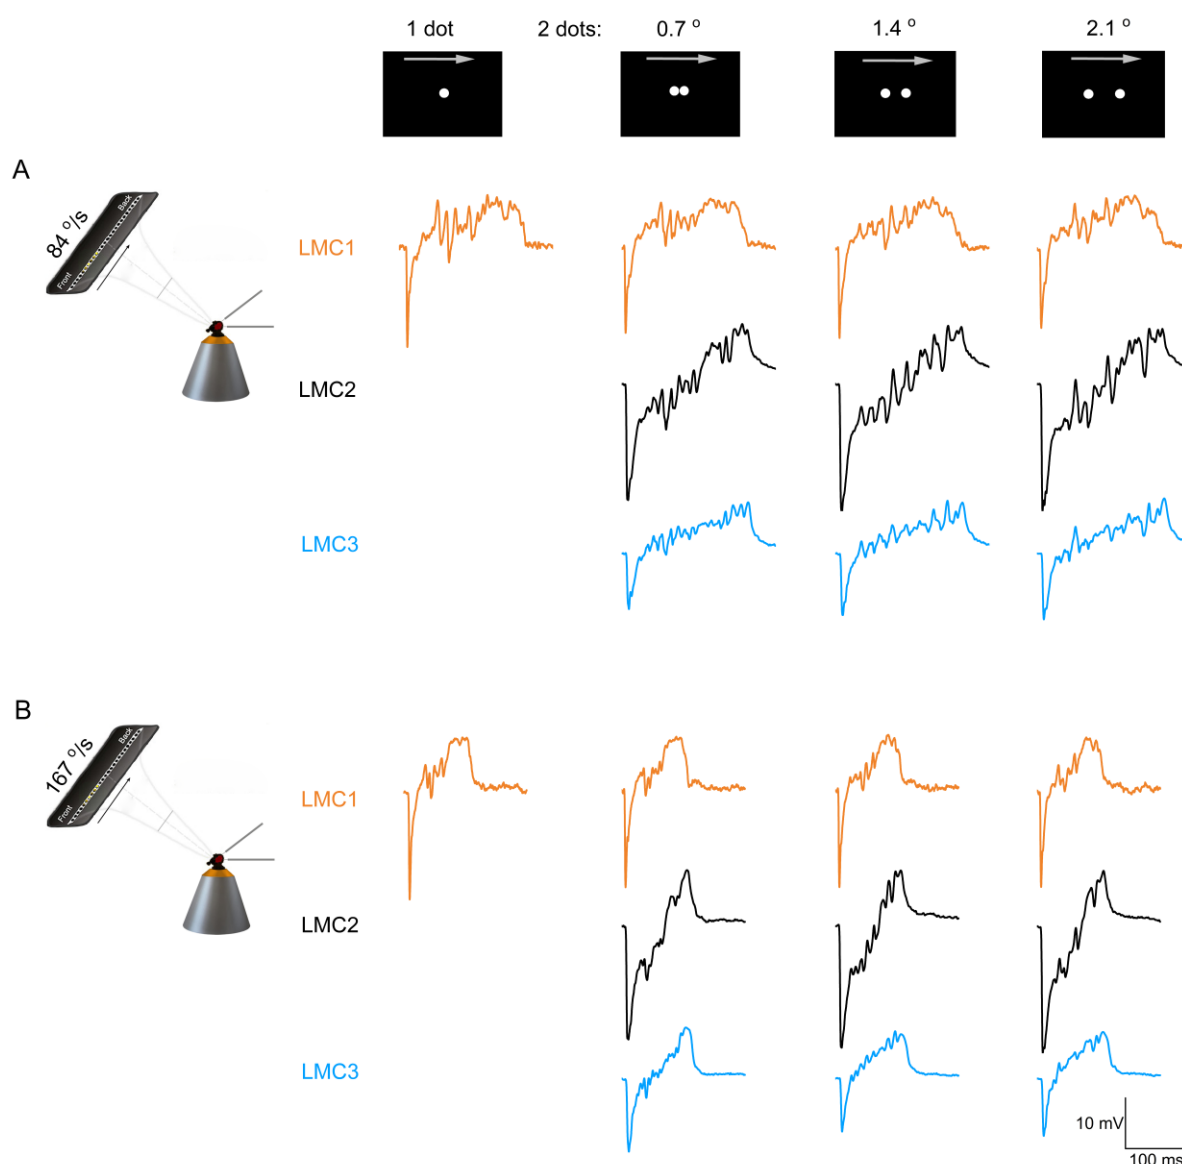 1 dot 2 dots: 0.7 º 1.4 º 2.1 º
A
84 º/s
Back
Front
LMC1
LMC2
LMC3
B
167 º/s
Back
Front
LMC1
LMC2
LMC3
10 mV
100 ms